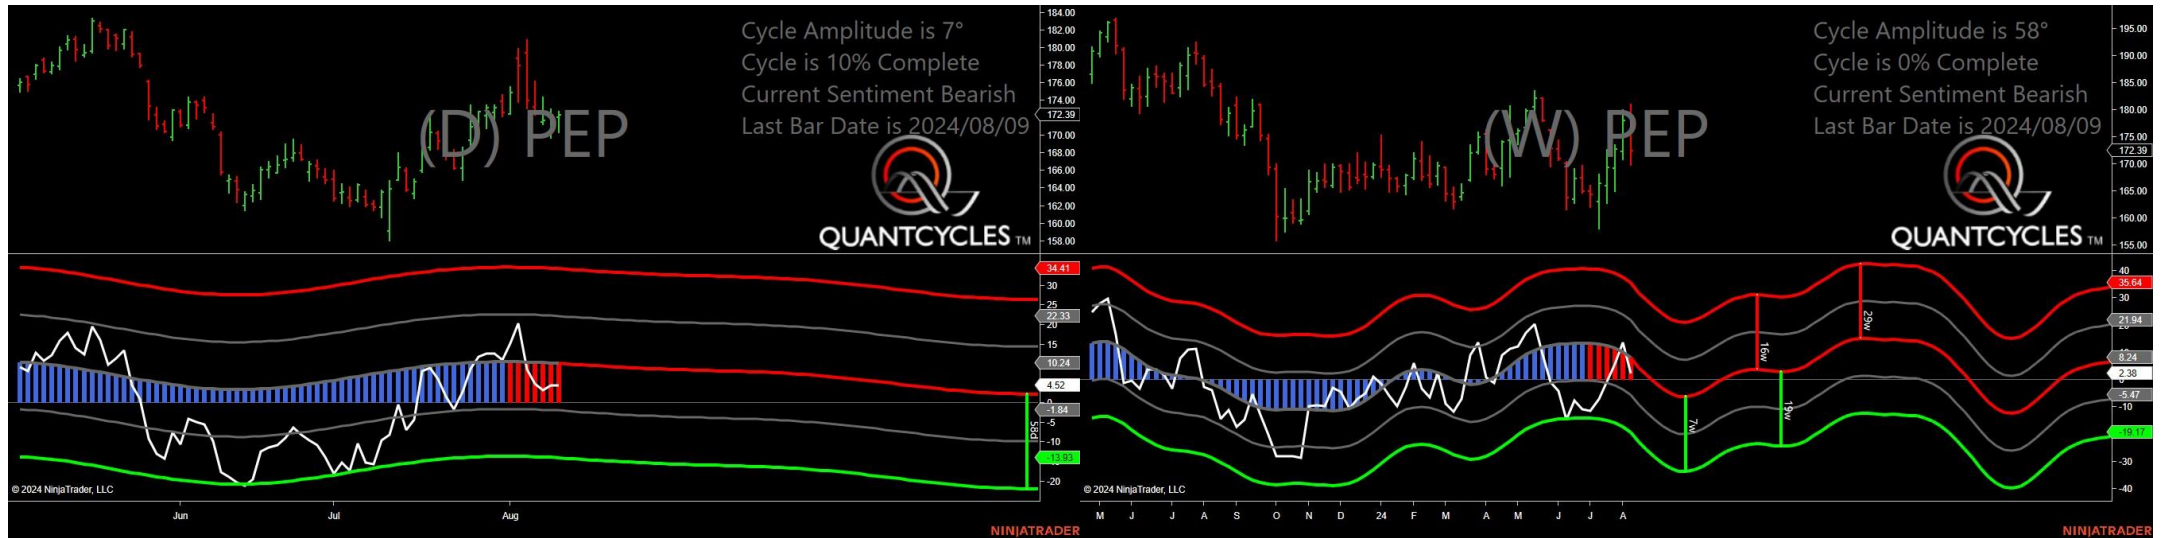 Cycle Amplitude is 7°
Cycle is 10% Complete
Current Sentiment Bearish
Last Bar Date is 2024/08/09
(D) PEP
QUANTCYCLES TM
184.00
182.00
180.00
178.00
176.00
174.00
172.39
170.00
168.00
166.00
164.00
162.00
160.00
158.00
34.41
30
25
22.33
20
15
10.24
4.52
0
-1.84
-5
-10
-13.93
-20
58d
© 2024 NinjaTrader, LLC
Jun Jul Aug
NINJATRADER
Cycle Amplitude is 58°
Cycle is 0% Complete
Current Sentiment Bearish
Last Bar Date is 2024/08/09
(W) PEP
QUANTCYCLES TM
195.00
190.00
185.00
180.00
175.00
172.39
170.00
165.00
160.00
155.00
40
35.64
30
21.94
8.24
2.38
-5.47
-10
-19.17
-30
-40
7w
16w
19w
29w
© 2024 NinjaTrader, LLC
M J J A S O N D 24 F M A M J J A
NINJATRADER